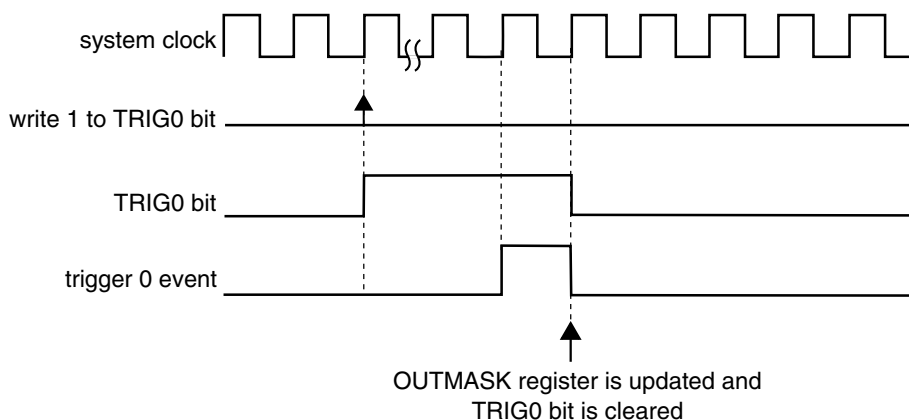 system clock
write 1 to TRIG0 bit
TRIG0 bit
trigger 0 event
OUTMASK register is updated and
TRIG0 bit is cleared